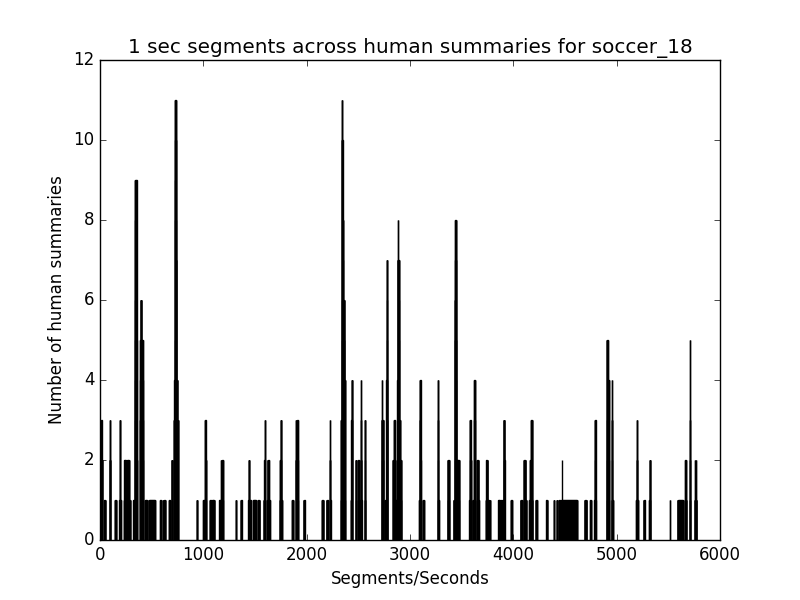 1 sec segments across human summaries for soccer_18
12
10
8
6
4
2
0
Number of human summaries
0 1000 2000 3000 4000 5000 6000
Segments/Seconds